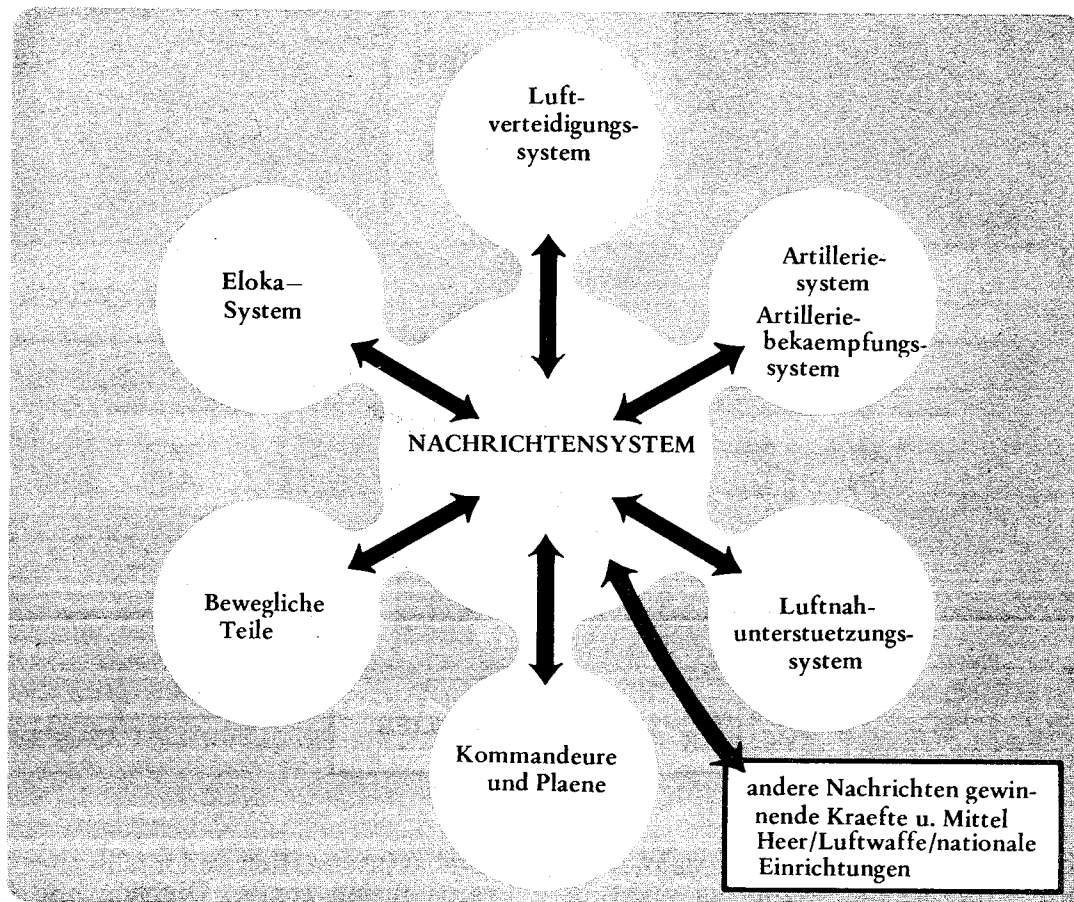 Luft-
verteidigungs-
system
Eloka—
System
Artillerie-
system
Artillerie-
bekaempfungs-
system
NACHRICHTENSYSTEM
Bewegliche
Teile
Luftnah-
unterstuetzungs-
system
Kommandeure
und Plaene
andere Nachrichten gewin-
nende Kraefte u. Mittel
Heer/Luftwaffe/nationale
Einrichtungen